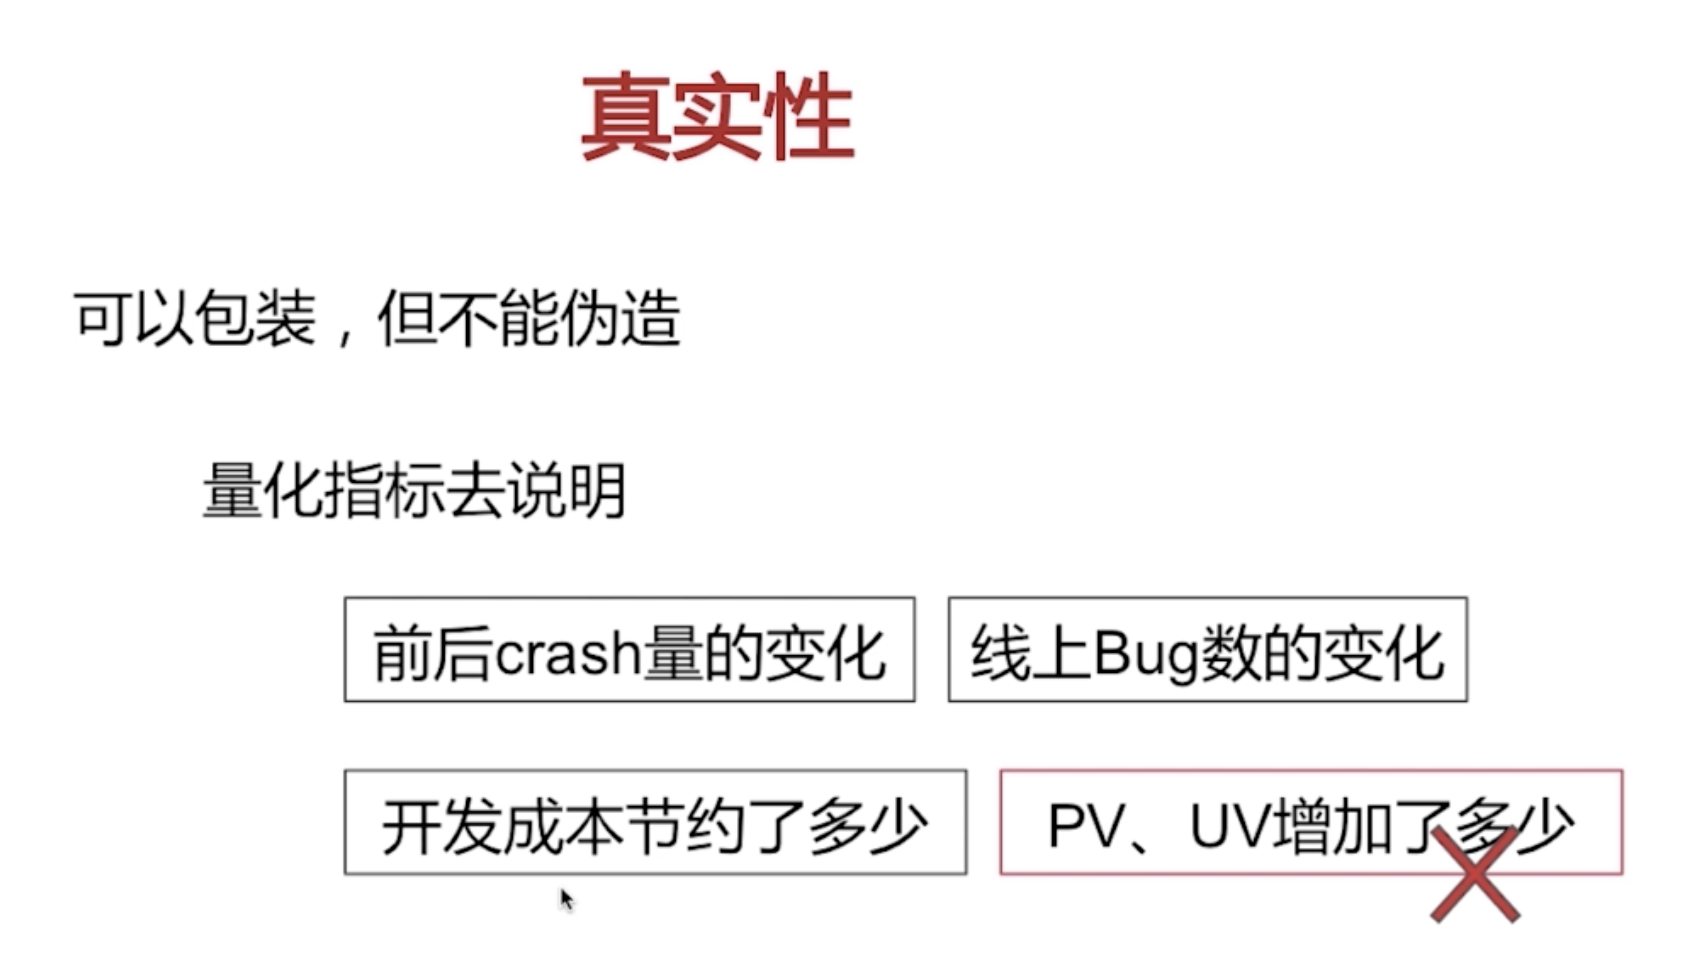 真实性
可以包装，但不能伪造
量化指标去说明
前后crash量的变化
线上Bug数的变化
开发成本节约了多少
PV、UV增加了多少